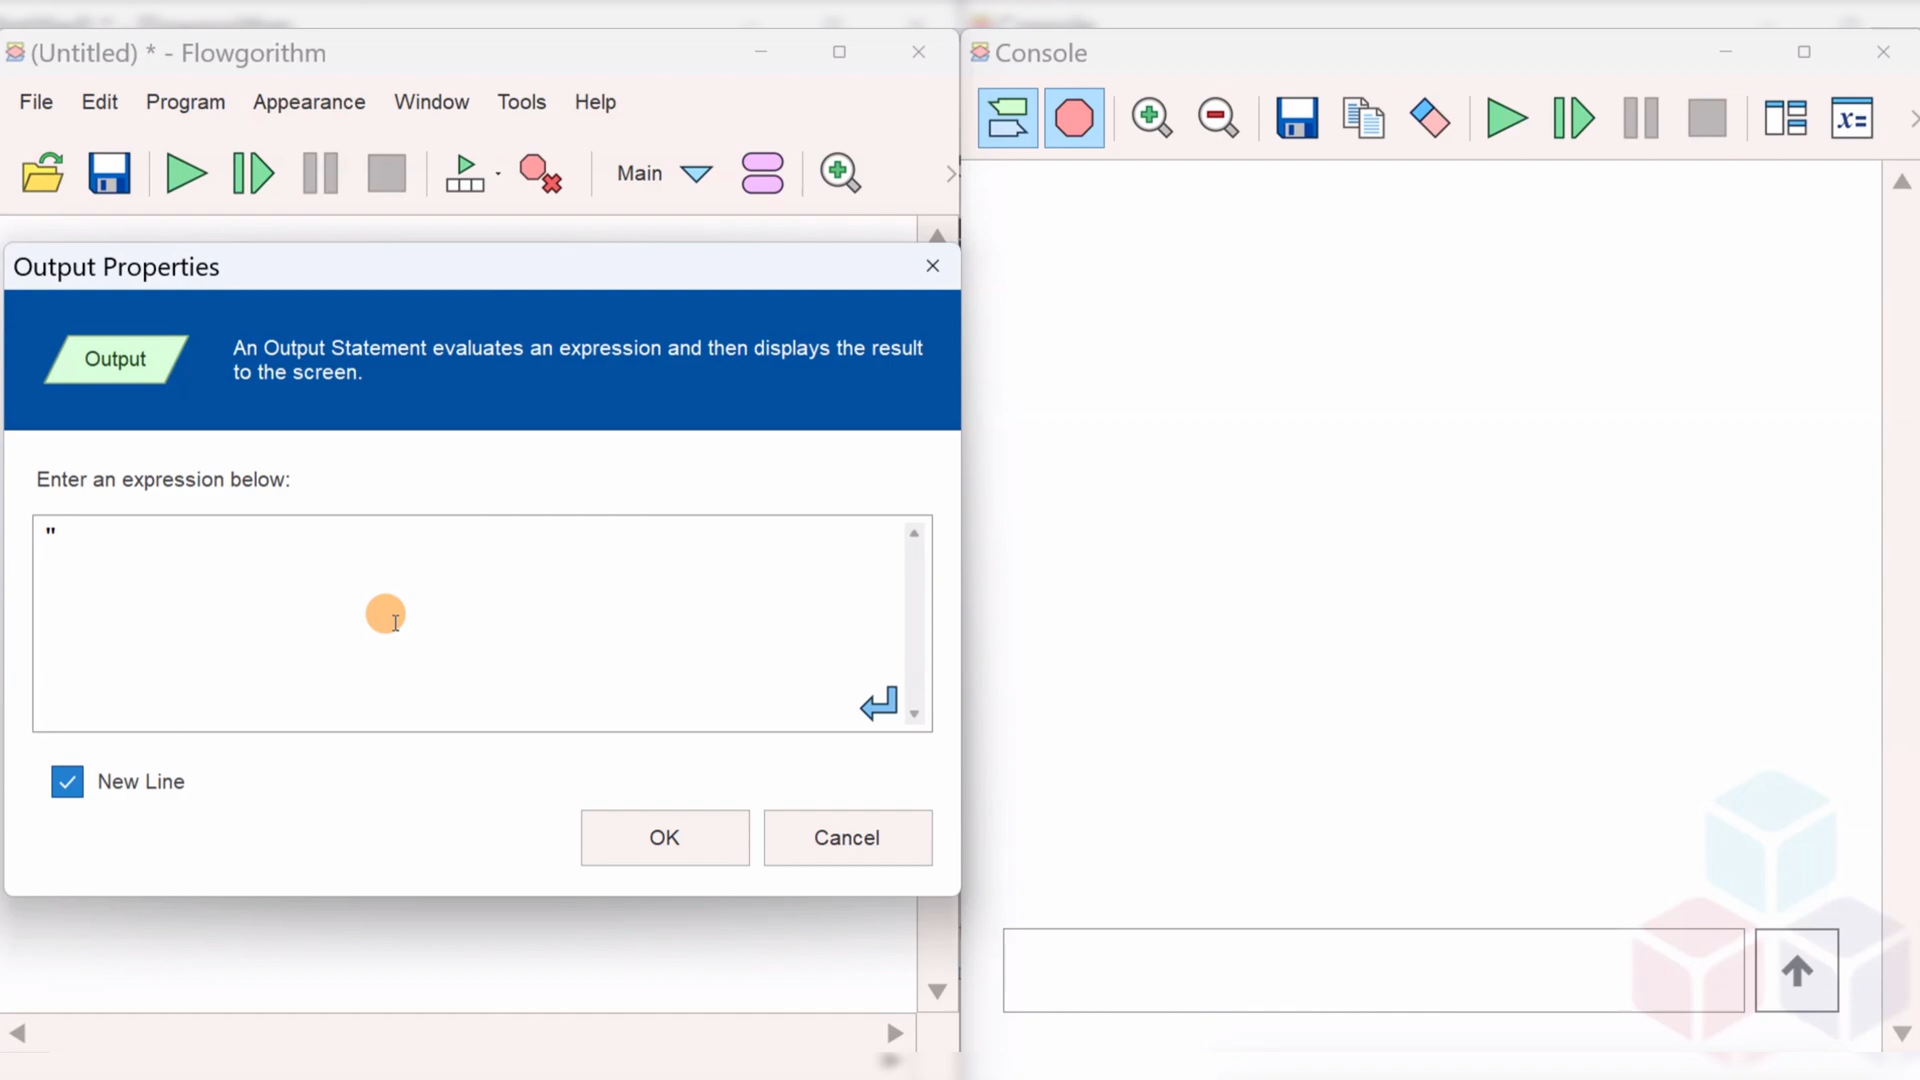 (Untitled) * - Flowgorithm
File Edit Program Appearance Window Tools Help
Main
Output Properties
Output
An Output Statement evaluates an expression and then displays the result
to the screen.
Enter an expression below:
"
New Line
OK Cancel
Console
x=